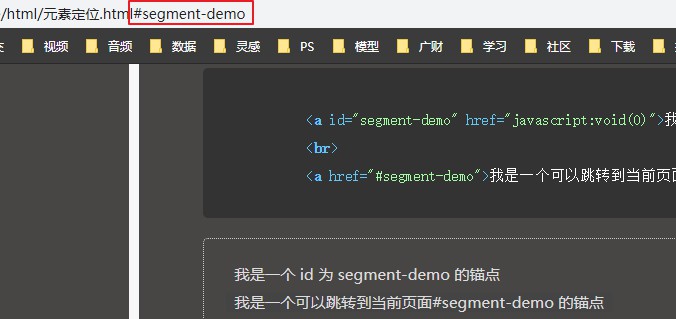 /html/元素定位.html#segment-demo
视频 音频 数据 灵感 PS 模型 广财 学习 社区 下载
<a id="segment-demo" href="javascript:void(0)">我
<br>
<a href="#segment-demo">我是一个可以跳转到当前页面
我是一个 id 为 segment-demo 的锚点
我是一个可以跳转到当前页面#segment-demo 的锚点